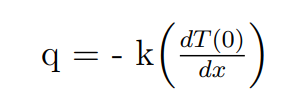 q = - k(dT(0)/dx)